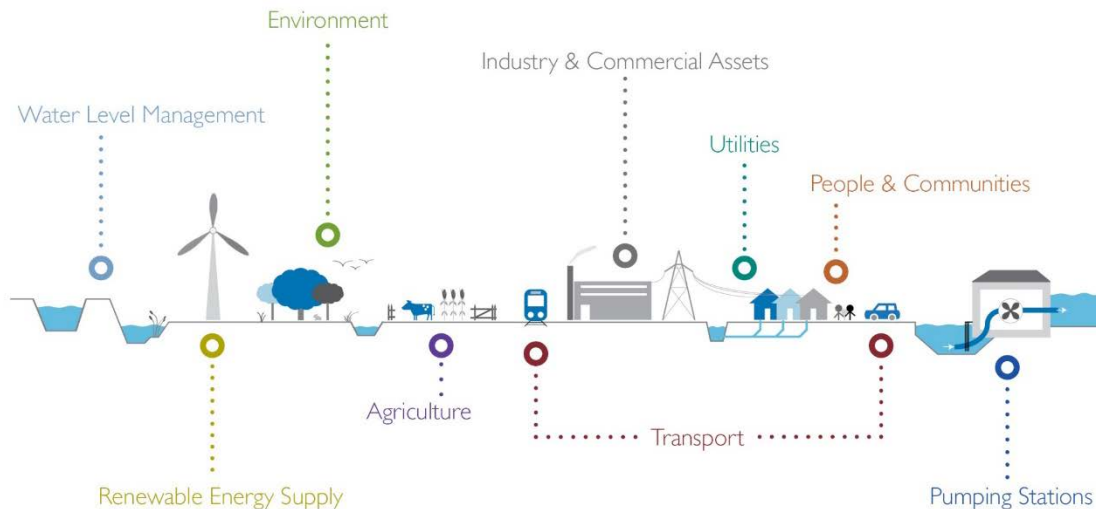 Environment
Industry & Commercial Assets
Water Level Management
Utilities
People & Communities
Agriculture
Transport
Renewable Energy Supply
Pumping Stations